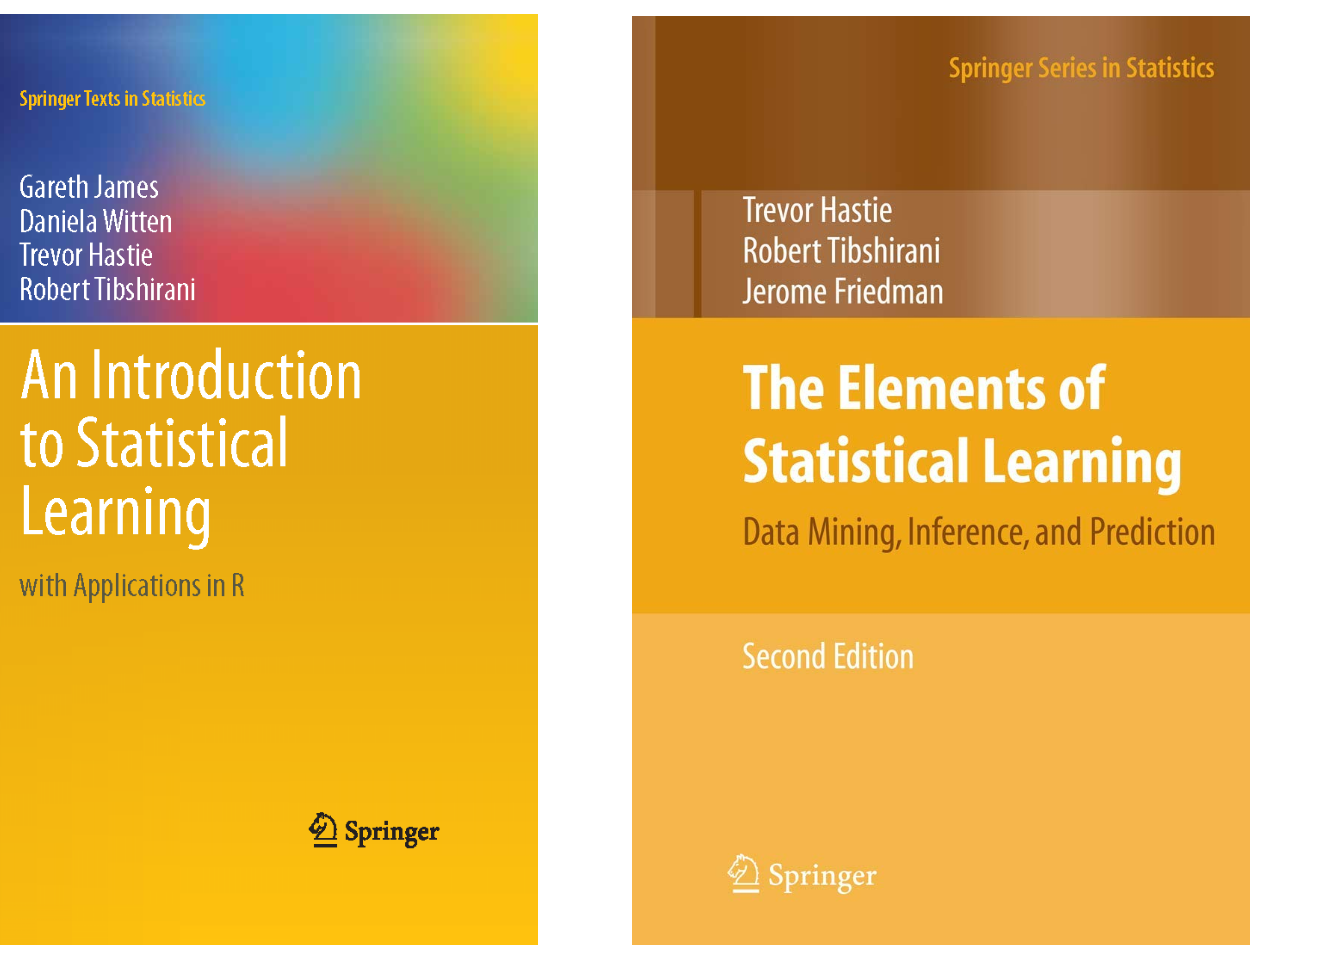 Springer Texts in Statistics
Gareth James
Daniela Witten
Trevor Hastie
Robert Tibshirani
An Introduction
to Statistical
Learning
with Applications in R
Springer
Springer Series in Statistics
Trevor Hastie
Robert Tibshirani
Jerome Friedman
The Elements of
Statistical Learning
Data Mining, Inference, and Prediction
Second Edition
Springer